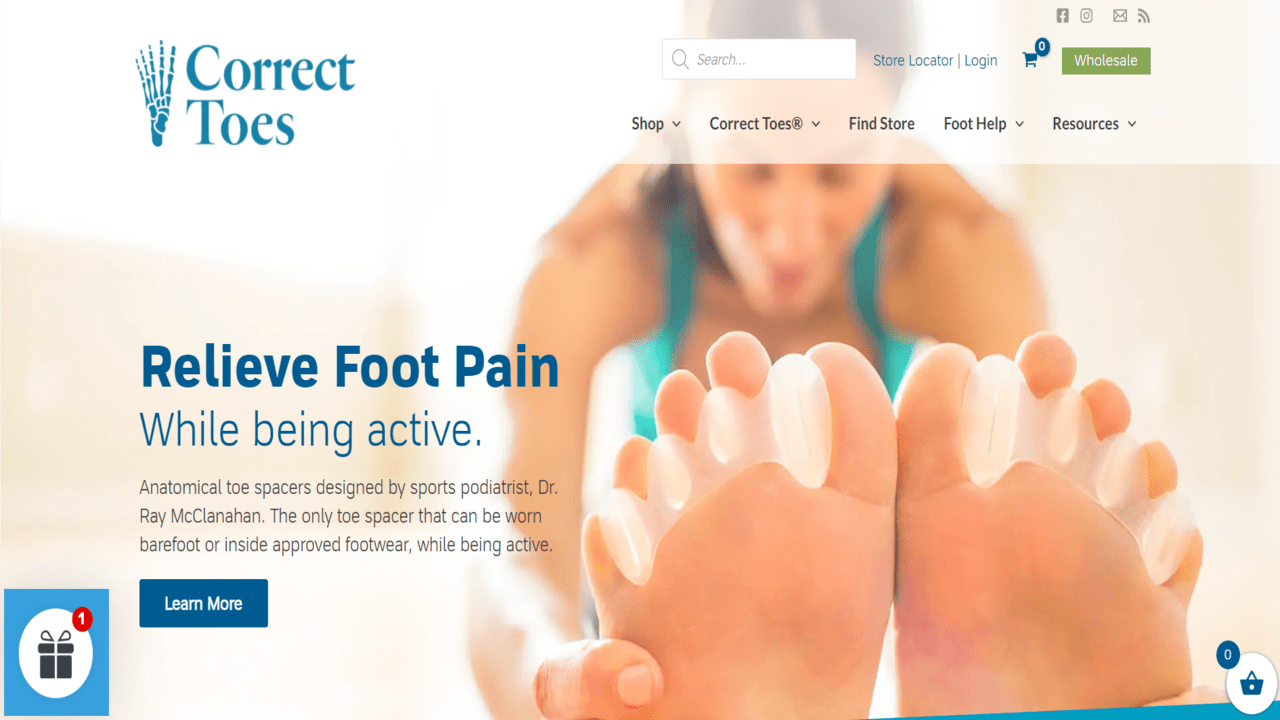 Correct
Toes
Search...
Store Locator | Login
0
Wholesale
Shop
Correct Toes®
Find Store
Foot Help
Resources
Relieve Foot Pain
While being active.
Anatomical toe spacers designed by sports podiatrist, Dr.
Ray McClanahan. The only toe spacer that can be worn
barefoot or inside approved footwear, while being active.
Learn More
1
0